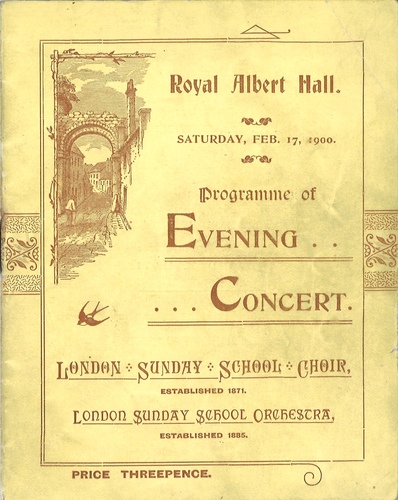 Royal Albert Hall.
SATURDAY, FEB. 17, 1900.
Programme of
EVENING . .
. . . CONCERT.
LONDON SUNDAY SCHOOL CHOIR,
ESTABLISHED 1871.
LONDON SUNDAY SCHOOL ORCHESTRA,
ESTABLISHED 1885.
PRICE THREEPENCE.